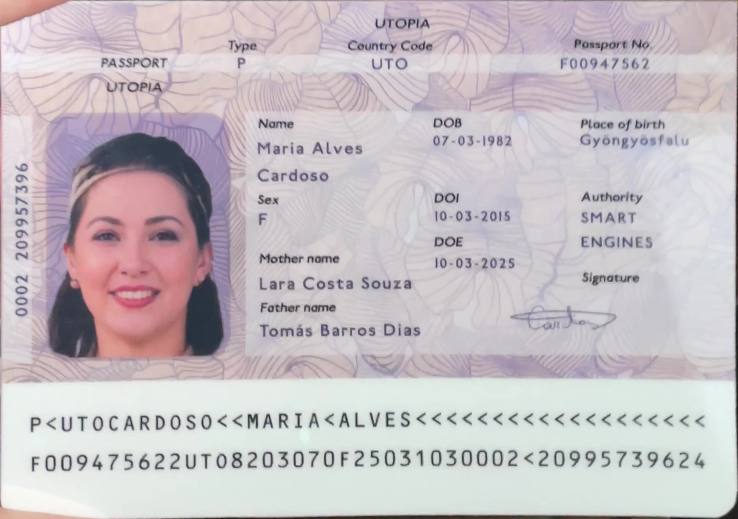 UTOPIA
PASSPORT Type Country Code Passport No.
P UTO F00947562
UTOPIA
Name DOB Place of birth
Maria Alves 07-03-1982 Gyöngyösfalu
Cardoso
Sex DOI Authority
F 10-03-2015 SMART
DOE ENGINES
Mother name 10-03-2025 Signature
Lara Costa Souza
Father name
Tomás Barros Dias
Cardoso
0002 209957396
P<UTOCARDOSO<<MARIA<ALVES<<<<<<<<<<<<<<<<<<<
F009475622UTO8203070F25031030002<20995739624